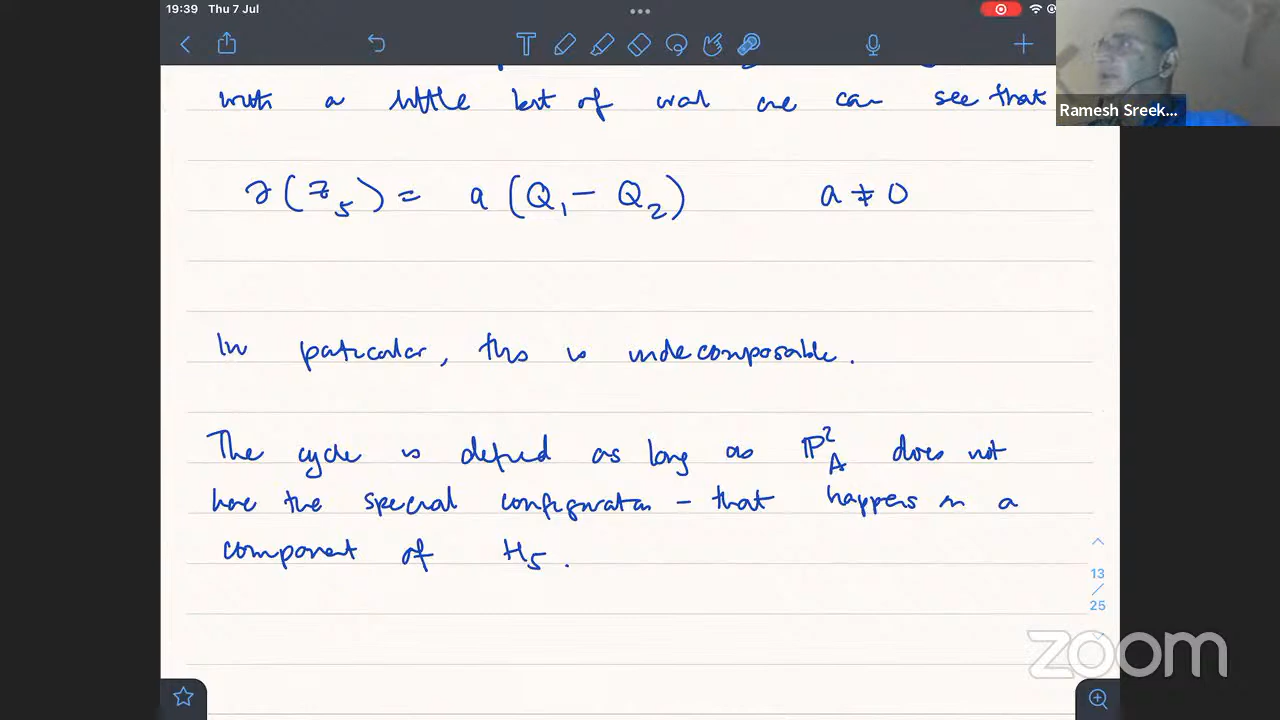 19:39 Thu 7 Jul
with a little bit of work we can see that
Ramesh Sreek...
∂(Z₅) = a(Q₁ − Q₂) a ≠ 0
In particular, this is indecomposable.
The cycle is defined as long as ℙ²_A does not
have the special configuration – that happens in a
component of H₅.
13
/
25
zoom